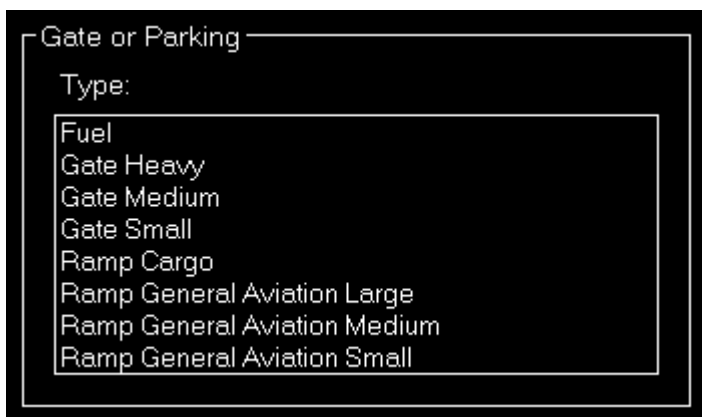 Gate or Parking
Type:
Fuel
Gate Heavy
Gate Medium
Gate Small
Ramp Cargo
Ramp General Aviation Large
Ramp General Aviation Medium
Ramp General Aviation Small